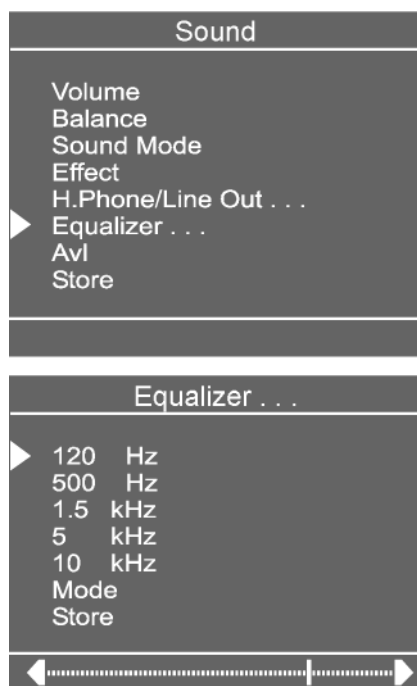 Sound
Volume
Balance
Sound Mode
Effect
H.Phone/Line Out . . .
Equalizer . . .
Avl
Store
Equalizer . . .
120 Hz
500 Hz
1.5 kHz
5 kHz
10 kHz
Mode
Store